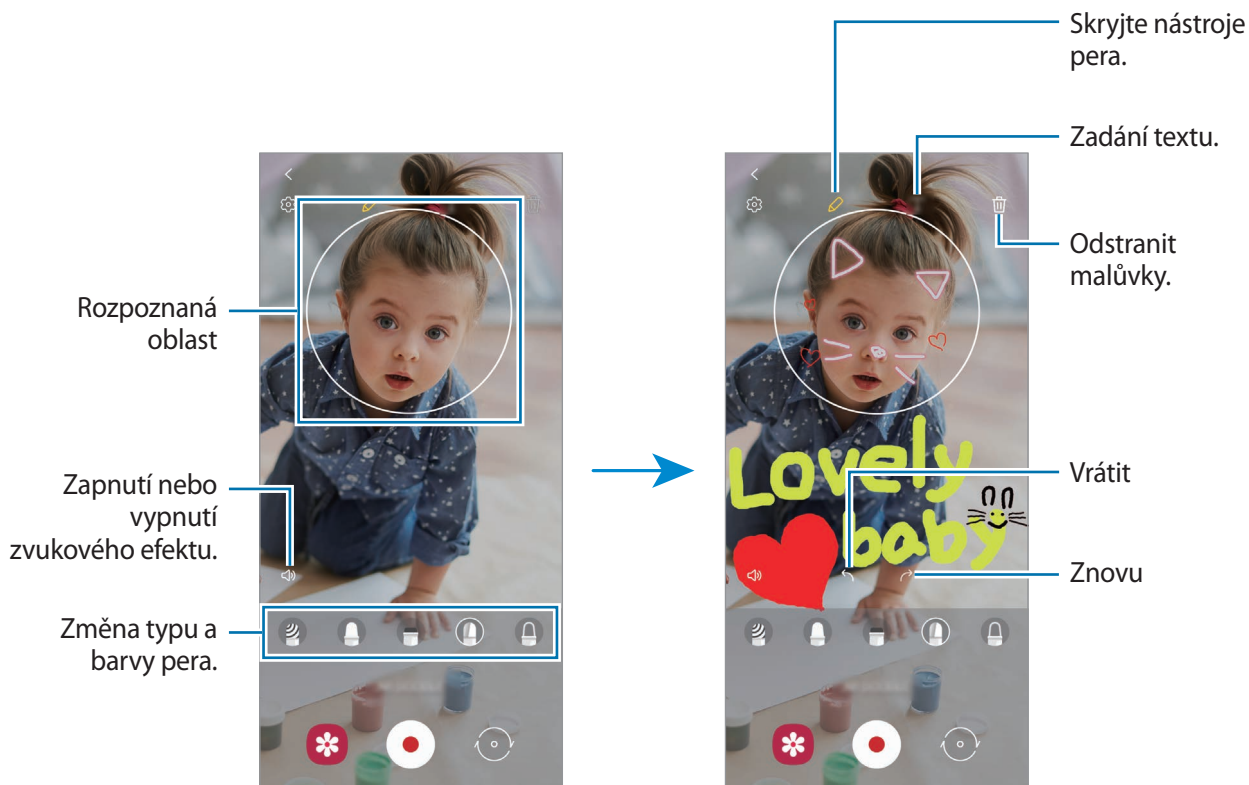 Rozpoznaná
oblast
Zapnutí nebo
vypnutí
zvukového efektu.
Změna typu a
barvy pera.
Skryjte nástroje
pera.
Zadání textu.
Odstranit
malůvky.
Lovely
baby
Vrátit
Znovu